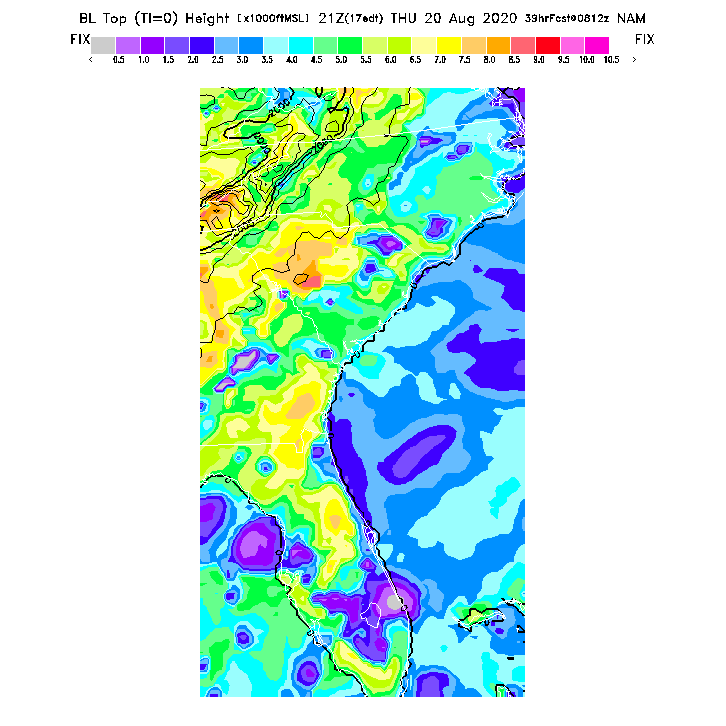 BL Top (TI=0) Height [x1000ftMSL] 21Z(17edt) THU 20 Aug 2020 39hrFcst@0812z NAM
FIX FIX
< 0.5 1.0 1.5 2.0 2.5 3.0 3.5 4.0 4.5 5.0 5.5 6.0 6.5 7.0 7.5 8.0 8.5 9.0 9.5 10.0 10.5 >
2000
2000